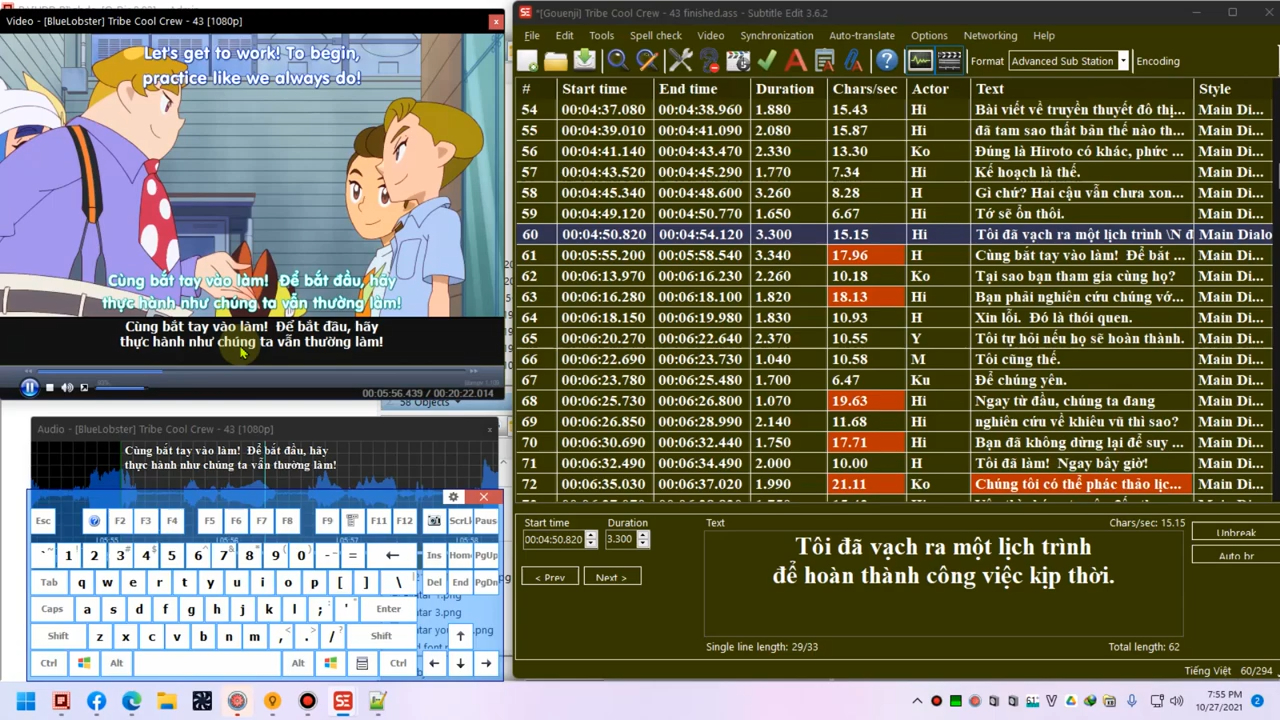 Video - [BlueLobster] Tribe Cool Crew - 43 [1080p]
Let's get to work! To begin,
practice like we always do!
Cùng bắt tay vào làm! Để bắt đầu, hãy
thực hành như chúng ta vẫn thường làm!
Cùng bắt tay vào làm! Để bắt đầu, hãy
thực hành như chúng ta vẫn thường làm!
00:05:56.439 / 00:20:22.014
58 Objects
Audio - [BlueLobster] Tribe Cool Crew - 43 [1080p]
Cùng bắt tay vào làm! Để bắt đầu, hãy
thực hành như chúng ta vẫn thường làm!
Esc F2 F3 F4 F5 F6 F7 F8 F9 F11 F12 ScrLk Paus
` ~ 1 ! 2 @ 3 # 4 $ 5 % 6 ^ 7 & 8 * 9 ( 0 ) - _ = + ← Ins Home PgUp
Tab q w e r t y u i o p [ ] \ Del End PgDn
Caps a s d f g h j k l ; : ' " Enter
Shift z x c v b n m , < . > / ? Shift ↑
Ctrl Alt Alt Ctrl ← ↓ →
*[Gouenji] Tribe Cool Crew - 43 finished.ass - Subtitle Edit 3.6.2
File Edit Tools Spell check Video Synchronization Auto-translate Options Networking Help
Format Advanced Sub Station Encoding
# Start time End time Duration Chars/sec Actor Text Style
54 00:04:37.080 00:04:38.960 1.880 15.43 Hi Bài viết về truyền thuyết đô thị... Main Di...
55 00:04:39.010 00:04:41.090 2.080 15.87 Hi đã tam sao thất bản thế nào th... Main Di...
56 00:04:41.140 00:04:43.470 2.330 13.30 Ko Đúng là Hiroto có khác, phức ... Main Di...
57 00:04:43.520 00:04:45.290 1.770 7.34 Hi Kế hoạch là thế. Main Di...
58 00:04:45.340 00:04:48.600 3.260 8.28 H Gì chứ? Hai cậu vẫn chưa xon... Main Di...
59 00:04:49.120 00:04:50.770 1.650 6.67 Hi Tớ sẽ ổn thôi. Main Di...
60 00:04:50.820 00:04:54.120 3.300 15.15 Hi Tôi đã vạch ra một lịch trình \N đ Main Dialo
61 00:05:55.200 00:05:58.540 3.340 17.96 H Cùng bắt tay vào làm! Để bắt ... Main Di...
62 00:06:13.970 00:06:16.230 2.260 10.18 Ko Tại sao bạn tham gia cùng họ? Main Di...
63 00:06:16.280 00:06:18.100 1.820 18.13 Hi Bạn phải nghiên cứu chúng vớ... Main Di...
64 00:06:18.150 00:06:19.980 1.830 10.93 H Xin lỗi. Đó là thói quen. Main Di...
65 00:06:20.270 00:06:22.640 2.370 10.55 Y Tôi tự hỏi nếu họ sẽ hoàn thành. Main Di...
66 00:06:22.690 00:06:23.730 1.040 10.58 M Tôi cũng thế. Main Di...
67 00:06:23.780 00:06:25.480 1.700 6.47 Ku Để chúng yên. Main Di...
68 00:06:25.730 00:06:26.800 1.070 19.63 Hi Ngay từ đầu, chúng ta đang Main Di...
69 00:06:26.850 00:06:28.990 2.140 11.68 Hi nghiên cứu về khiêu vũ thì sao? Main Di...
70 00:06:30.690 00:06:32.440 1.750 17.71 Hi Bạn đã không dừng lại để suy ... Main Di...
71 00:06:32.490 00:06:34.490 2.000 10.00 H Tôi đã làm! Ngay bây giờ! Main Di...
72 00:06:35.030 00:06:37.020 1.990 21.11 Ko Chúng tôi có thể phác thảo lịc... Main Di...
Start time Duration Text Chars/sec: 15.15
00:04:50.820 3.300
< Prev Next >
Tôi đã vạch ra một lịch trình
để hoàn thành công việc kịp thời.
Unbreak
Auto br
Single line length: 29/33 Total length: 62
Tiếng Việt 60/294
7:55 PM
10/27/2021
2